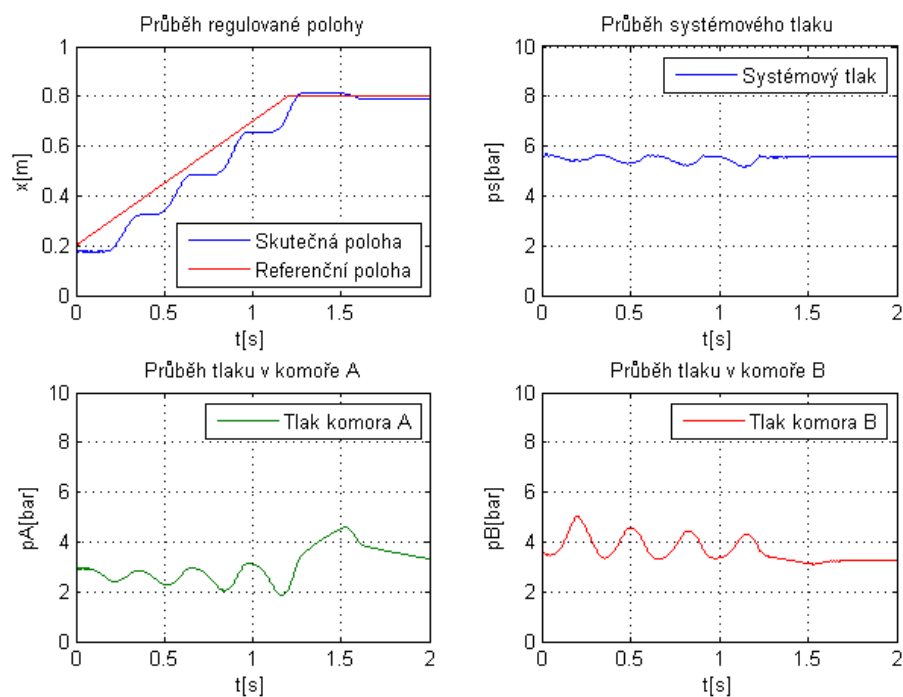 Průběh regulované polohy
1
0.8
0.6
0.4
0.2
0
x[m]
Skutečná poloha
Referenční poloha
0 0.5 1 1.5 2
t[s]
Průběh systémového tlaku
10
8
6
4
2
0
ps[bar]
Systémový tlak
0 0.5 1 1.5 2
t[s]
Průběh tlaku v komoře A
10
8
6
4
2
0
pA[bar]
Tlak komora A
0 0.5 1 1.5 2
t[s]
Průběh tlaku v komoře B
10
8
6
4
2
0
pB[bar]
Tlak komora B
0 0.5 1 1.5 2
t[s]